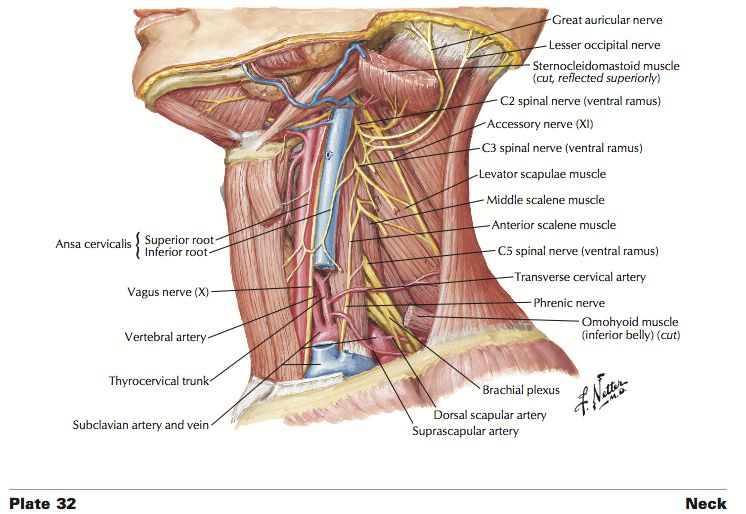 Great auricular nerve
Lesser occipital nerve
Sternocleidomastoid muscle
(cut, reflected superiorly)
C2 spinal nerve (ventral ramus)
Accessory nerve (XI)
C3 spinal nerve (ventral ramus)
Levator scapulae muscle
Middle scalene muscle
Anterior scalene muscle
C5 spinal nerve (ventral ramus)
Transverse cervical artery
Phrenic nerve
Omohyoid muscle
(inferior belly) (cut)
Brachial plexus
Dorsal scapular artery
Suprascapular artery
Ansa cervicalis { Superior root
Inferior root
Vagus nerve (X)
Vertebral artery
Thyrocervical trunk
Subclavian artery and vein
F. Netter
M.D.
Plate 32
Neck